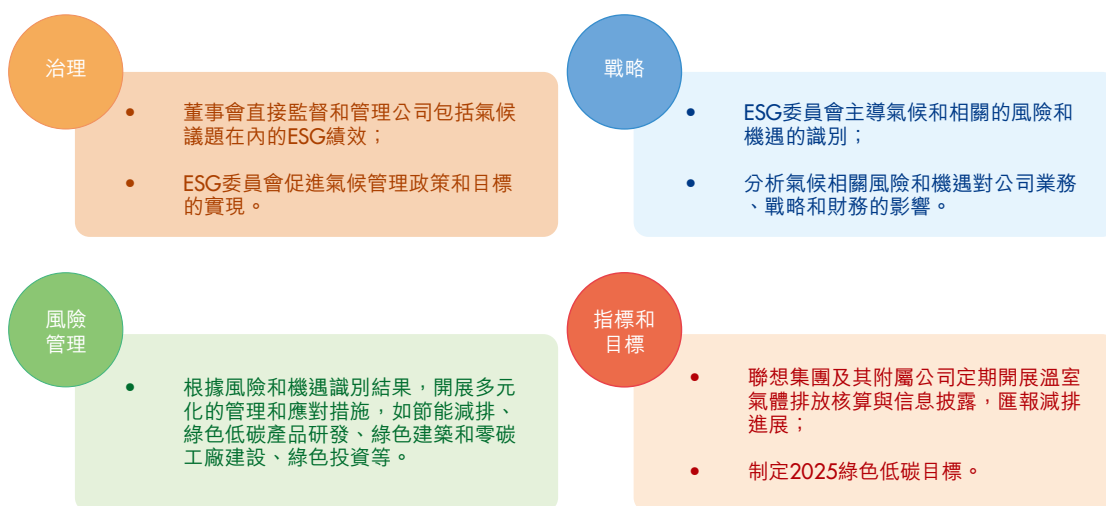 治理
• 董事會直接監督和管理公司包括氣候
議題在內的ESG績效；
• ESG委員會促進氣候管理政策和目標
的實現。
戰略
• ESG委員會主導氣候和相關的風險和
機遇的識別；
• 分析氣候相關風險和機遇對公司業務
、戰略和財務的影響。
風險
管理
• 根據風險和機遇識別結果，開展多元
化的管理和應對措施，如節能減排、
綠色低碳產品研發、綠色建築和零碳
工廠建設、綠色投資等。
指標和
目標
• 聯想集團及其附屬公司定期開展溫室
氣體排放核算與信息披露，匯報減排
進展；
• 制定2025綠色低碳目標。